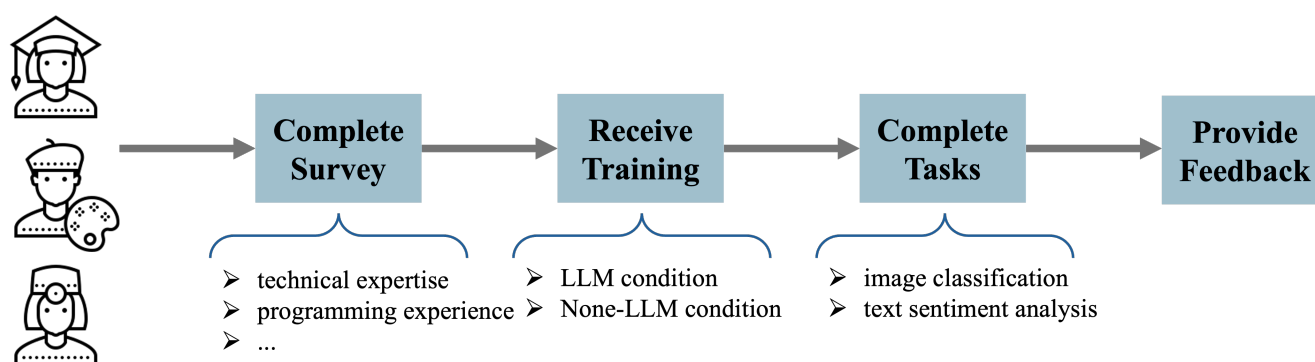 Complete
Survey
Receive
Training
Complete
Tasks
Provide
Feedback
technical expertise
programming experience
...
LLM condition
None-LLM condition
image classification
text sentiment analysis